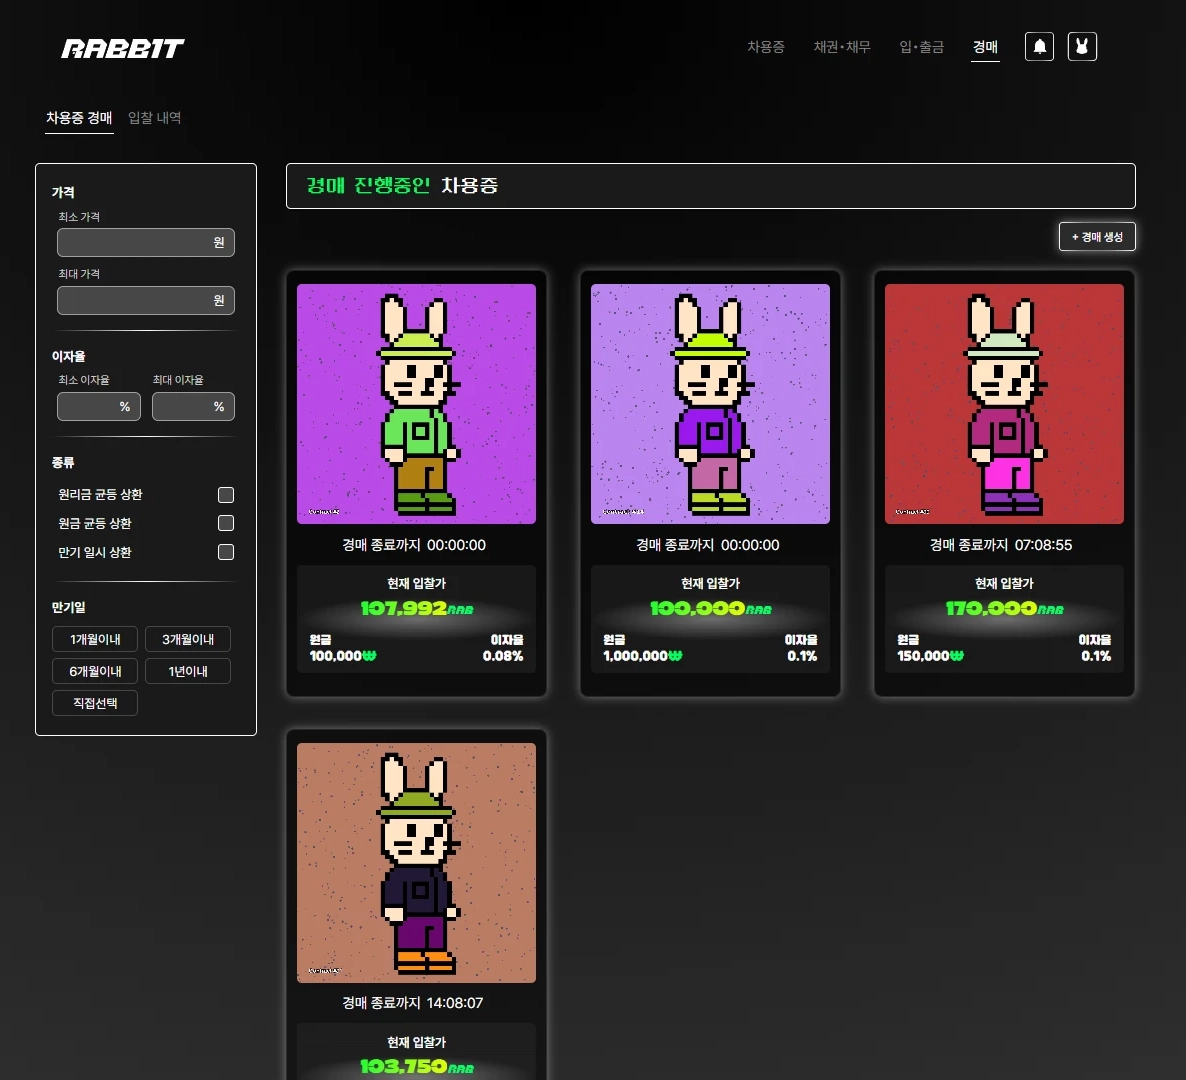 RABB1T
차용증 채권·채무 입·출금 경매
차용증 경매 입찰 내역
가격
최소 가격
원
최대 가격
원
이자율
최소 이자율 최대 이자율
% %
종류
원리금 균등 상환
원금 균등 상환
만기 일시 상환
만기일
1개월이내 3개월이내
6개월이내 1년이내
직접선택
경매 진행중인 차용증
+ 경매 생성
경매 종료까지 00:00:00
현재 입찰가
107,992RAB
원금 이자율
100,000₩ 0.08%
경매 종료까지 00:00:00
현재 입찰가
100,000RAB
원금 이자율
1,000,000₩ 0.1%
경매 종료까지 07:08:55
현재 입찰가
170,000RAB
원금 이자율
150,000₩ 0.1%
경매 종료까지 14:08:07
현재 입찰가
103,750RAB